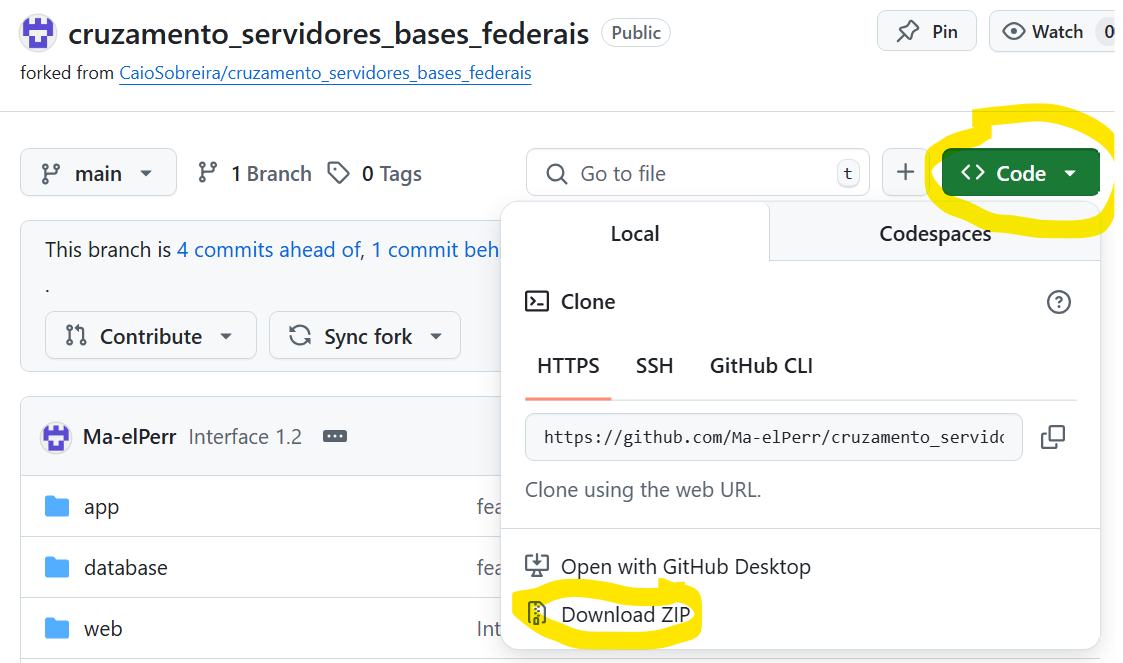 cruzamento_servidores_bases_federais Public Pin Watch 0
forked from CaioSobreira/cruzamento_servidores_bases_federais
main 1 Branch 0 Tags Go to file t + <> Code
Local Codespaces
This branch is 4 commits ahead of, 1 commit beh
.
Clone
Contribute Sync fork
HTTPS SSH GitHub CLI
Ma-elPerr Interface 1.2
https://github.com/Ma-elPerr/cruzamento_servido
Clone using the web URL.
app fea
database fea
Open with GitHub Desktop
Download ZIP
web Int